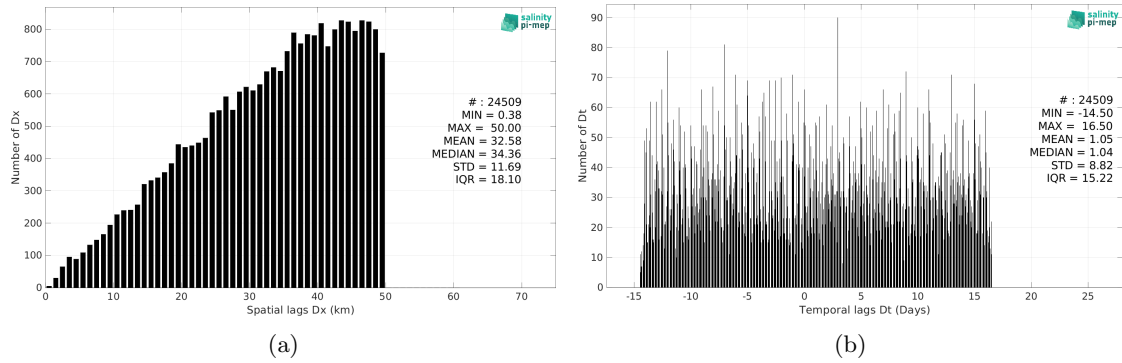 salinity
pi-mep
Number of Dx
800
700
600
500
400
300
200
100
0
# : 24509
MIN = 0.38
MAX = 50.00
MEAN = 32.58
MEDIAN = 34.36
STD = 11.69
IQR = 18.10
0 10 20 30 40 50 60 70
Spatial lags Dx (km)
(a)
salinity
pi-mep
Number of Dt
90
80
70
60
50
40
30
20
10
0
# : 24509
MIN = -14.50
MAX = 16.50
MEAN = 1.05
MEDIAN = 1.04
STD = 8.82
IQR = 15.22
-15 -10 -5 0 5 10 15 20 25
Temporal lags Dt (Days)
(b)